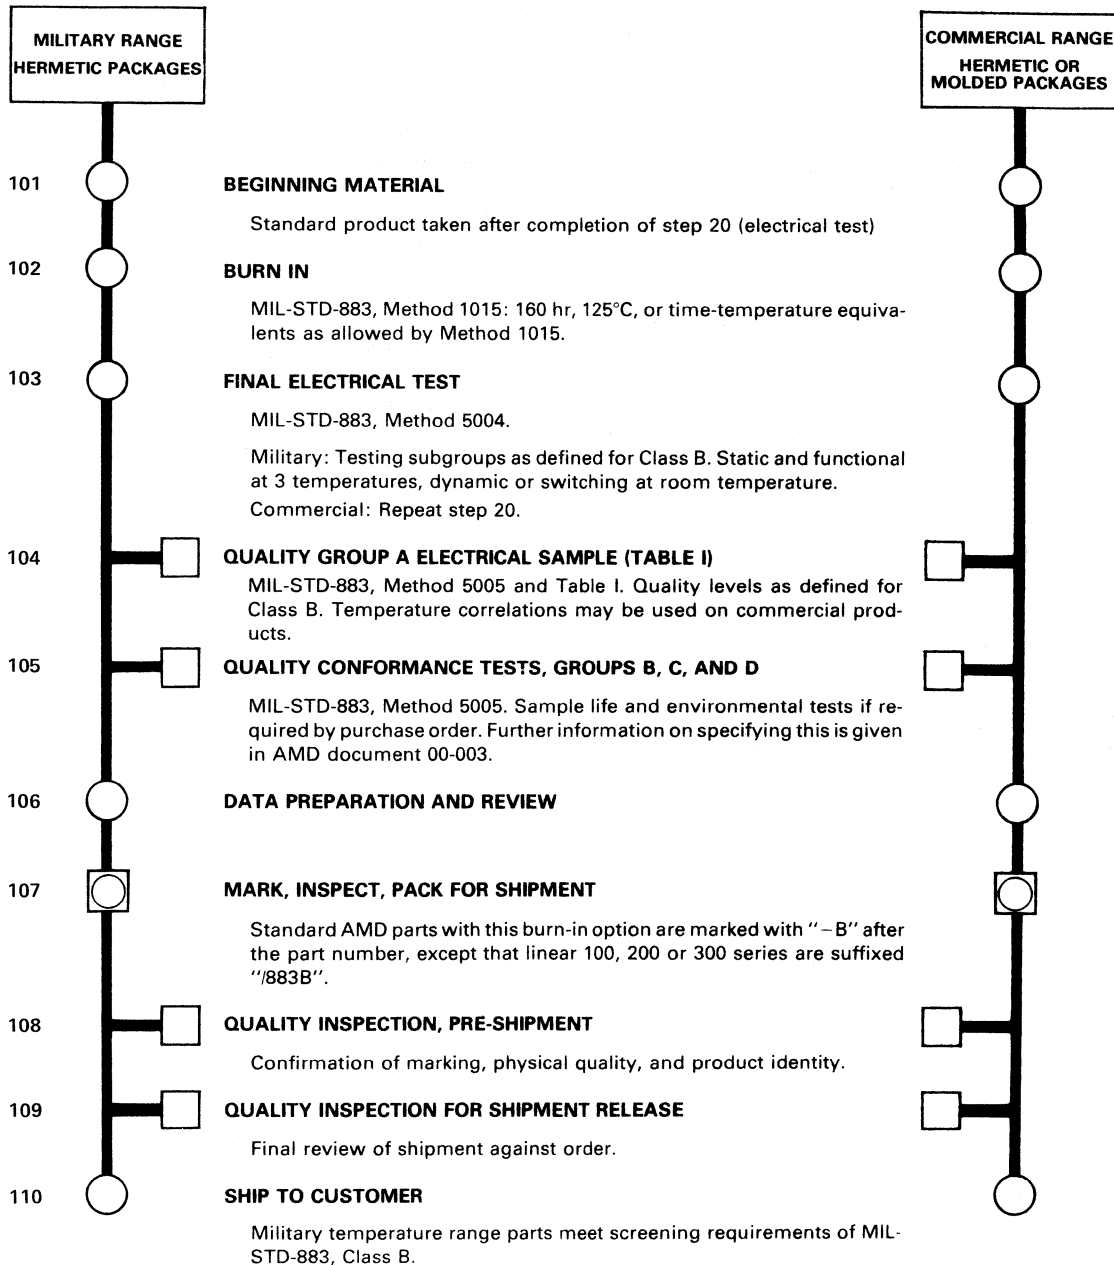 MILITARY RANGE
HERMETIC PACKAGES
COMMERCIAL RANGE
HERMETIC OR
MOLDED PACKAGES
101
BEGINNING MATERIAL
Standard product taken after completion of step 20 (electrical test)
102
BURN IN
MIL-STD-883, Method 1015: 160 hr, 125°C, or time-temperature equiva-
lents as allowed by Method 1015.
103
FINAL ELECTRICAL TEST
MIL-STD-883, Method 5004.
Military: Testing subgroups as defined for Class B. Static and functional
at 3 temperatures, dynamic or switching at room temperature.
Commercial: Repeat step 20.
104
QUALITY GROUP A ELECTRICAL SAMPLE (TABLE I)
MIL-STD-883, Method 5005 and Table I. Quality levels as defined for
Class B. Temperature correlations may be used on commercial prod-
ucts.
105
QUALITY CONFORMANCE TESTS, GROUPS B, C, AND D
MIL-STD-883, Method 5005. Sample life and environmental tests if re-
quired by purchase order. Further information on specifying this is given
in AMD document 00-003.
106
DATA PREPARATION AND REVIEW
107
MARK, INSPECT, PACK FOR SHIPMENT
Standard AMD parts with this burn-in option are marked with ''–B'' after
the part number, except that linear 100, 200 or 300 series are suffixed
''/883B''.
108
QUALITY INSPECTION, PRE-SHIPMENT
Confirmation of marking, physical quality, and product identity.
109
QUALITY INSPECTION FOR SHIPMENT RELEASE
Final review of shipment against order.
110
SHIP TO CUSTOMER
Military temperature range parts meet screening requirements of MIL-
STD-883, Class B.